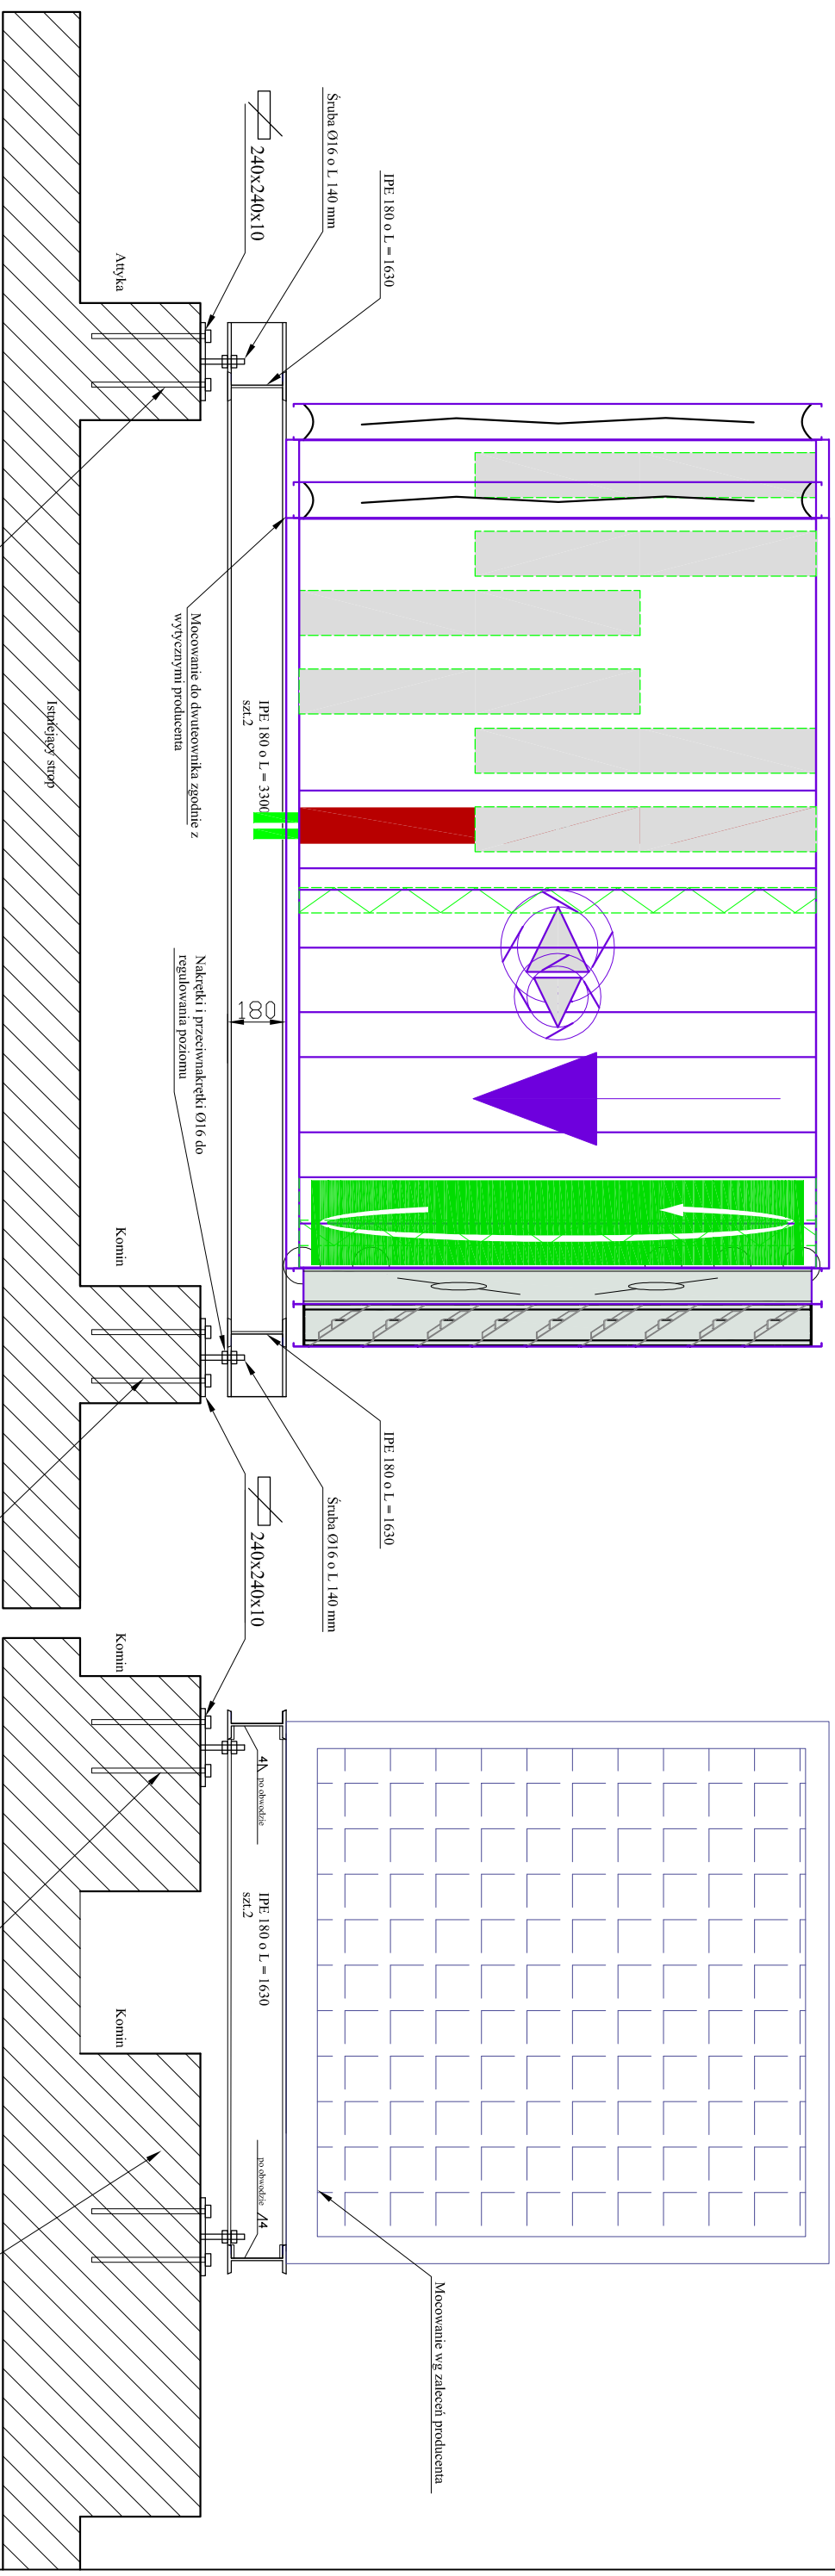 IPE 180 o L = 1630
Śruba Ø16 o L 140 mm
240x240x10
Attyka
Mocowanie do dwuteownika zgodnie z
wytycznymi producenta
IPE 180 o L = 3300
szt.2
Istniejący strop
180
Nakrętki i przeciwnakrętki Ø16 do
regulowania poziomu
Komin
IPE 180 o L = 1630
Śruba Ø16 o L 140 mm
240x240x10
Komin
4 po obwodzie
IPE 180 o L = 1630
szt.2
Komin
po obwodzie 4
Mocowanie wg zaleceń producenta